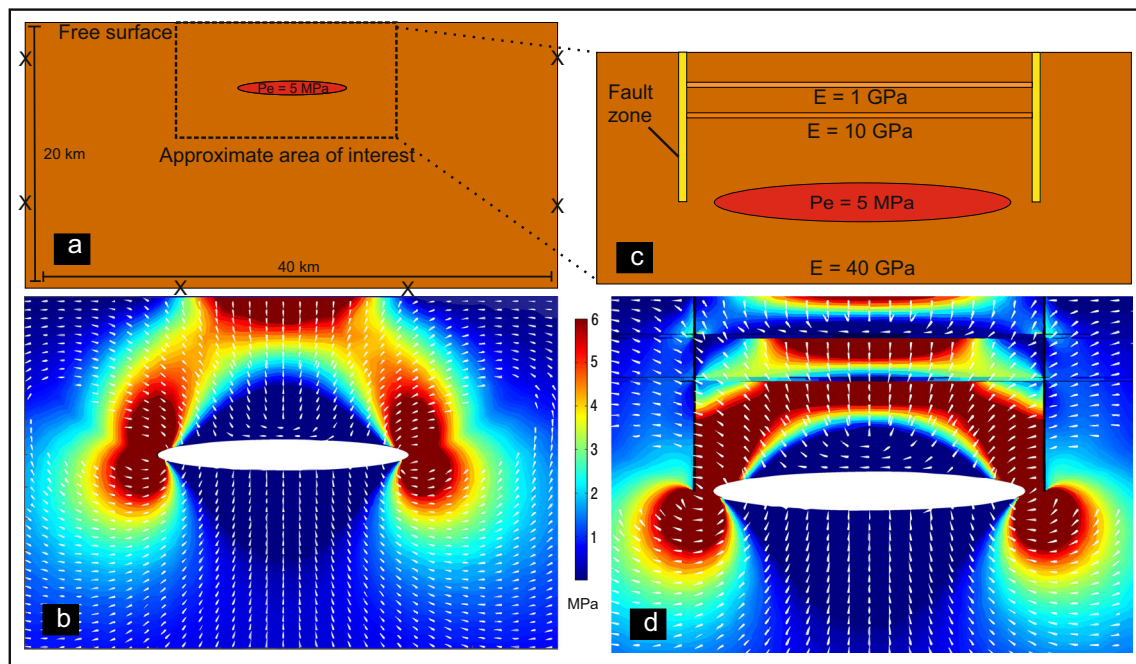 Free surface
X
X
Pe = 5 MPa
20 km
Approximate area of interest
X
X
a
40 km
X
X
Fault
zone
E = 1 GPa
E = 10 GPa
Pe = 5 MPa
c
E = 40 GPa
6
5
4
3
2
1
MPa
b
d